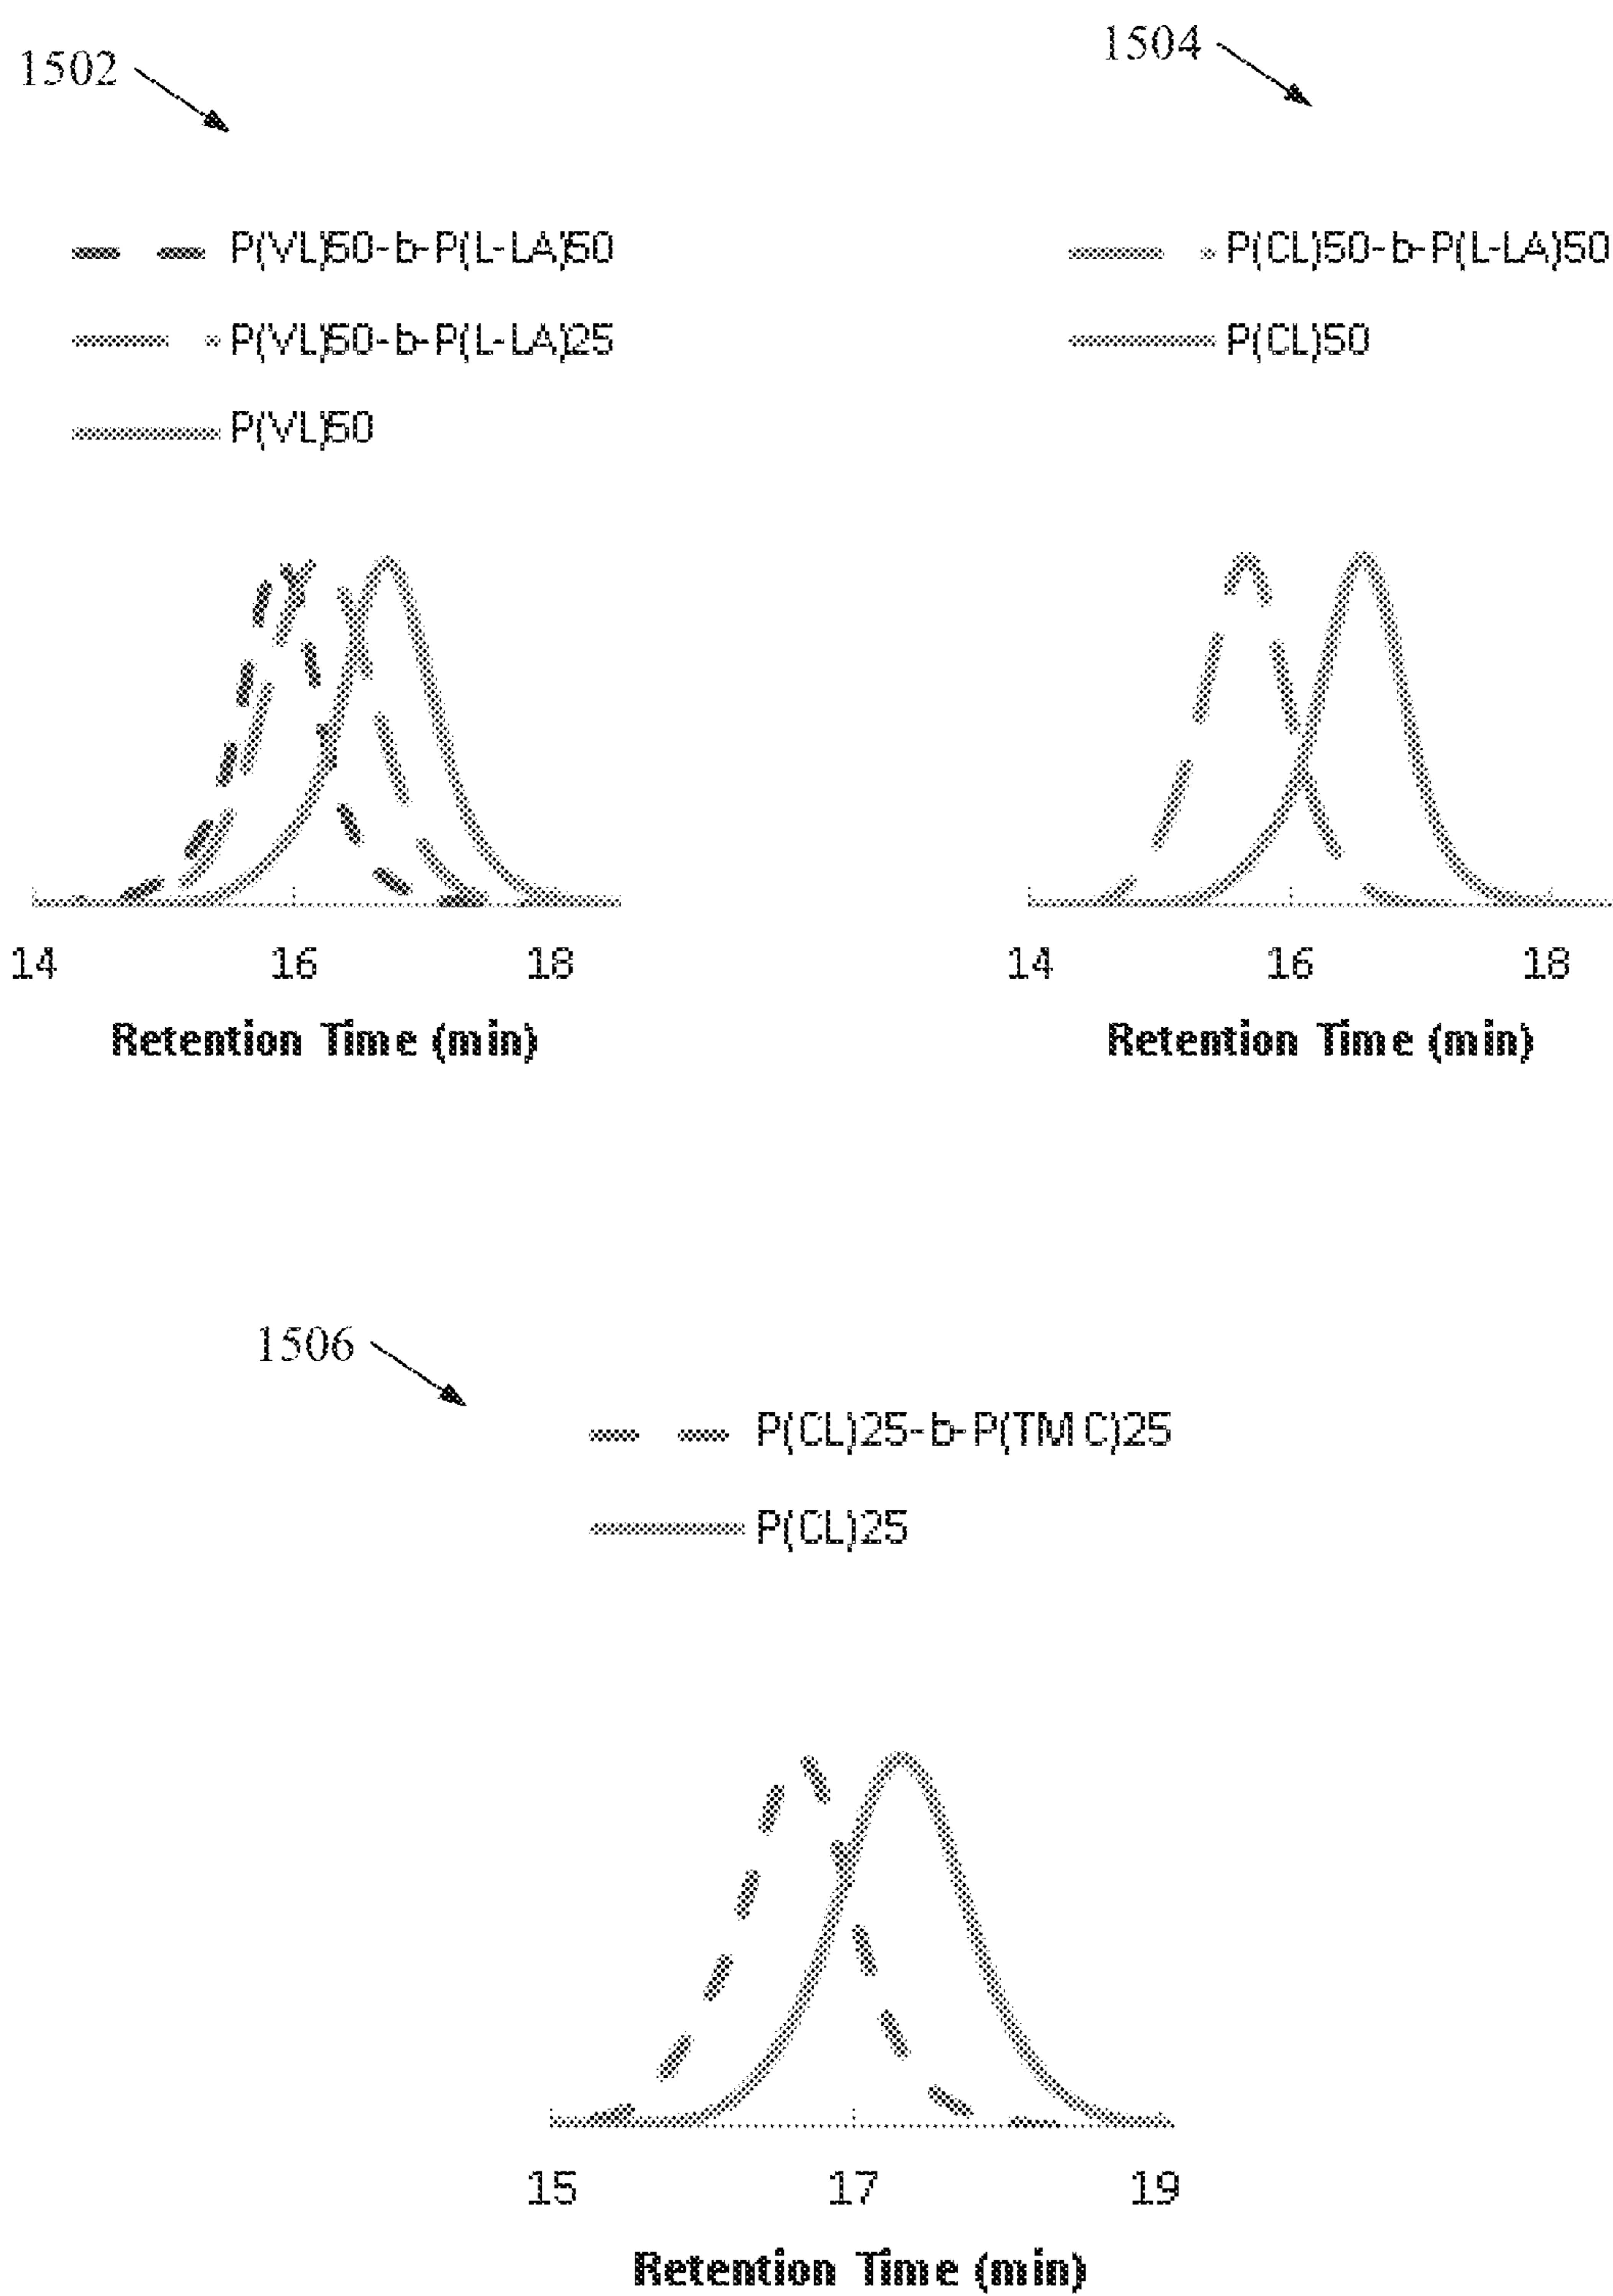 1502
P(VL)50-b-P(L-LA)50
P(VL)50-b-P(L-LA)25
P(VL)50
14 16 18
Retention Time (min)
1504
P(CL)50-b-P(L-LA)50
P(CL)50
14 16 18
Retention Time (min)
1506
P(CL)25-b-P(TMC)25
P(CL)25
15 17 19
Retention Time (min)